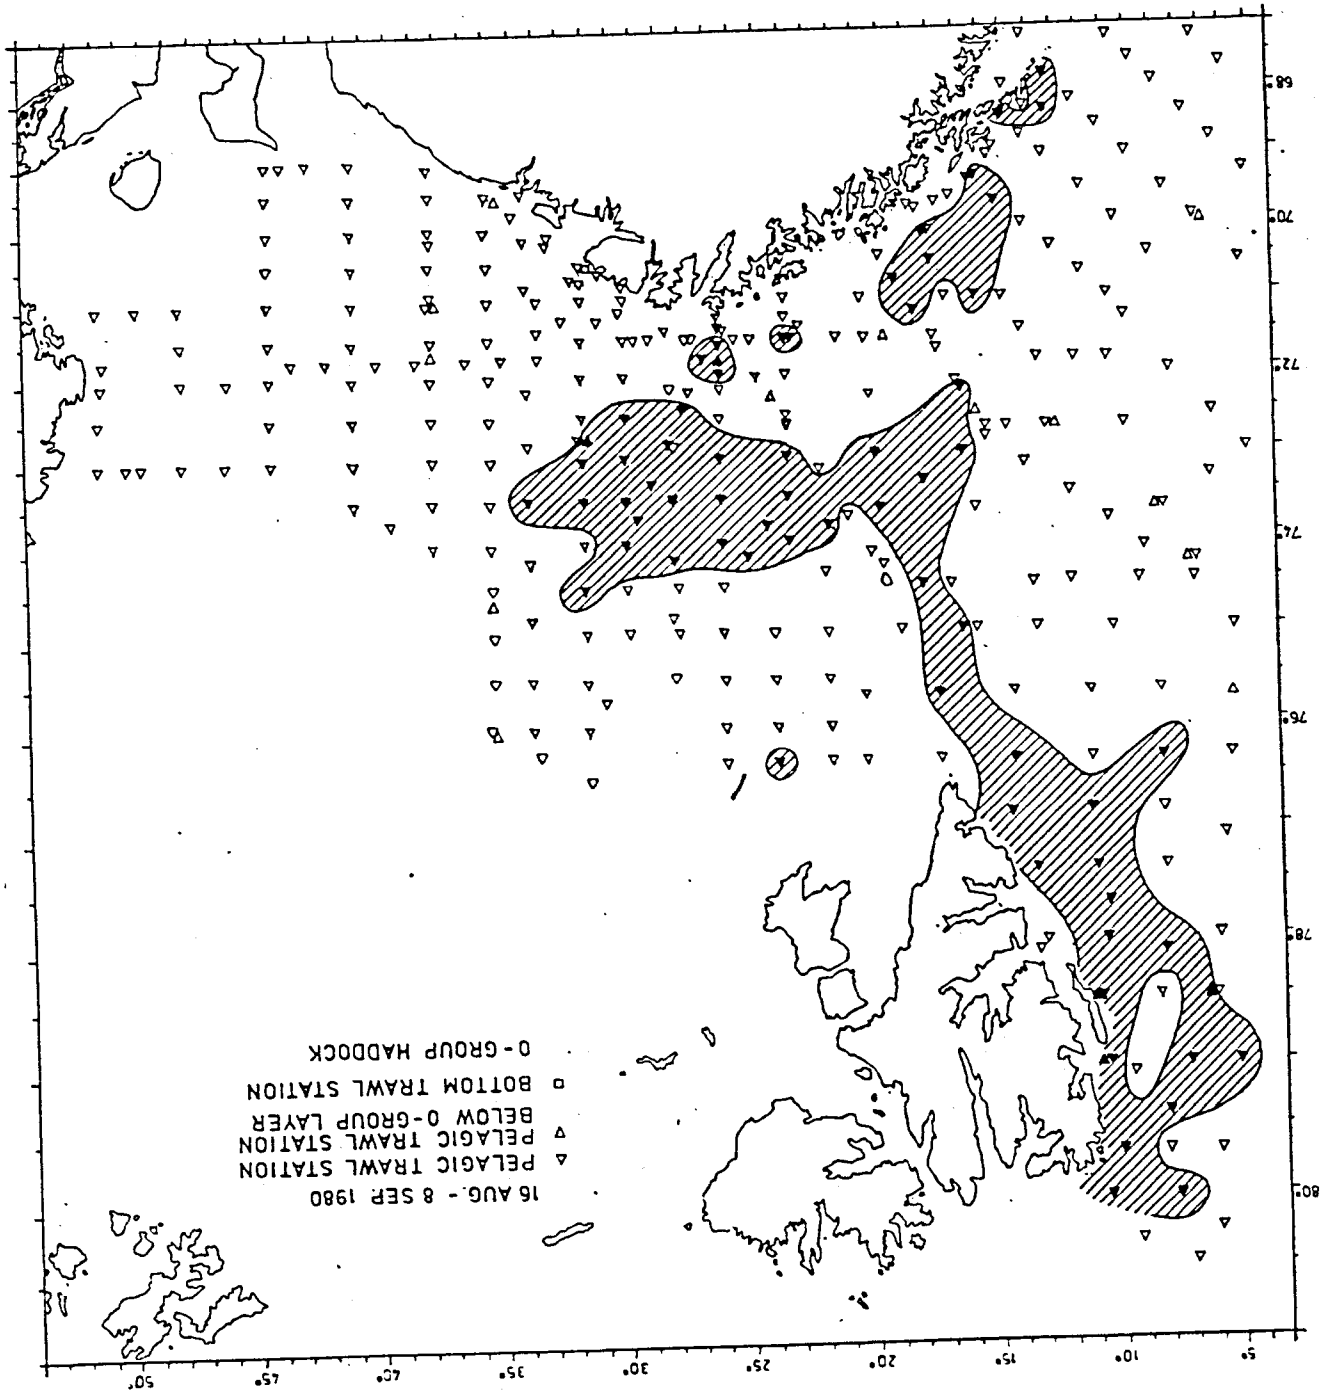 5° 10° 15° 20° 25° 30° 35° 40° 45° 50°
80°
78°
76°
74°
72°
70°
68°
16 AUG.- 8 SEP. 1980
PELAGIC TRAWL STATION
PELAGIC TRAWL STATION
BELOW 0-GROUP LAYER
BOTTOM TRAWL STATION
0-GROUP HADDOCK